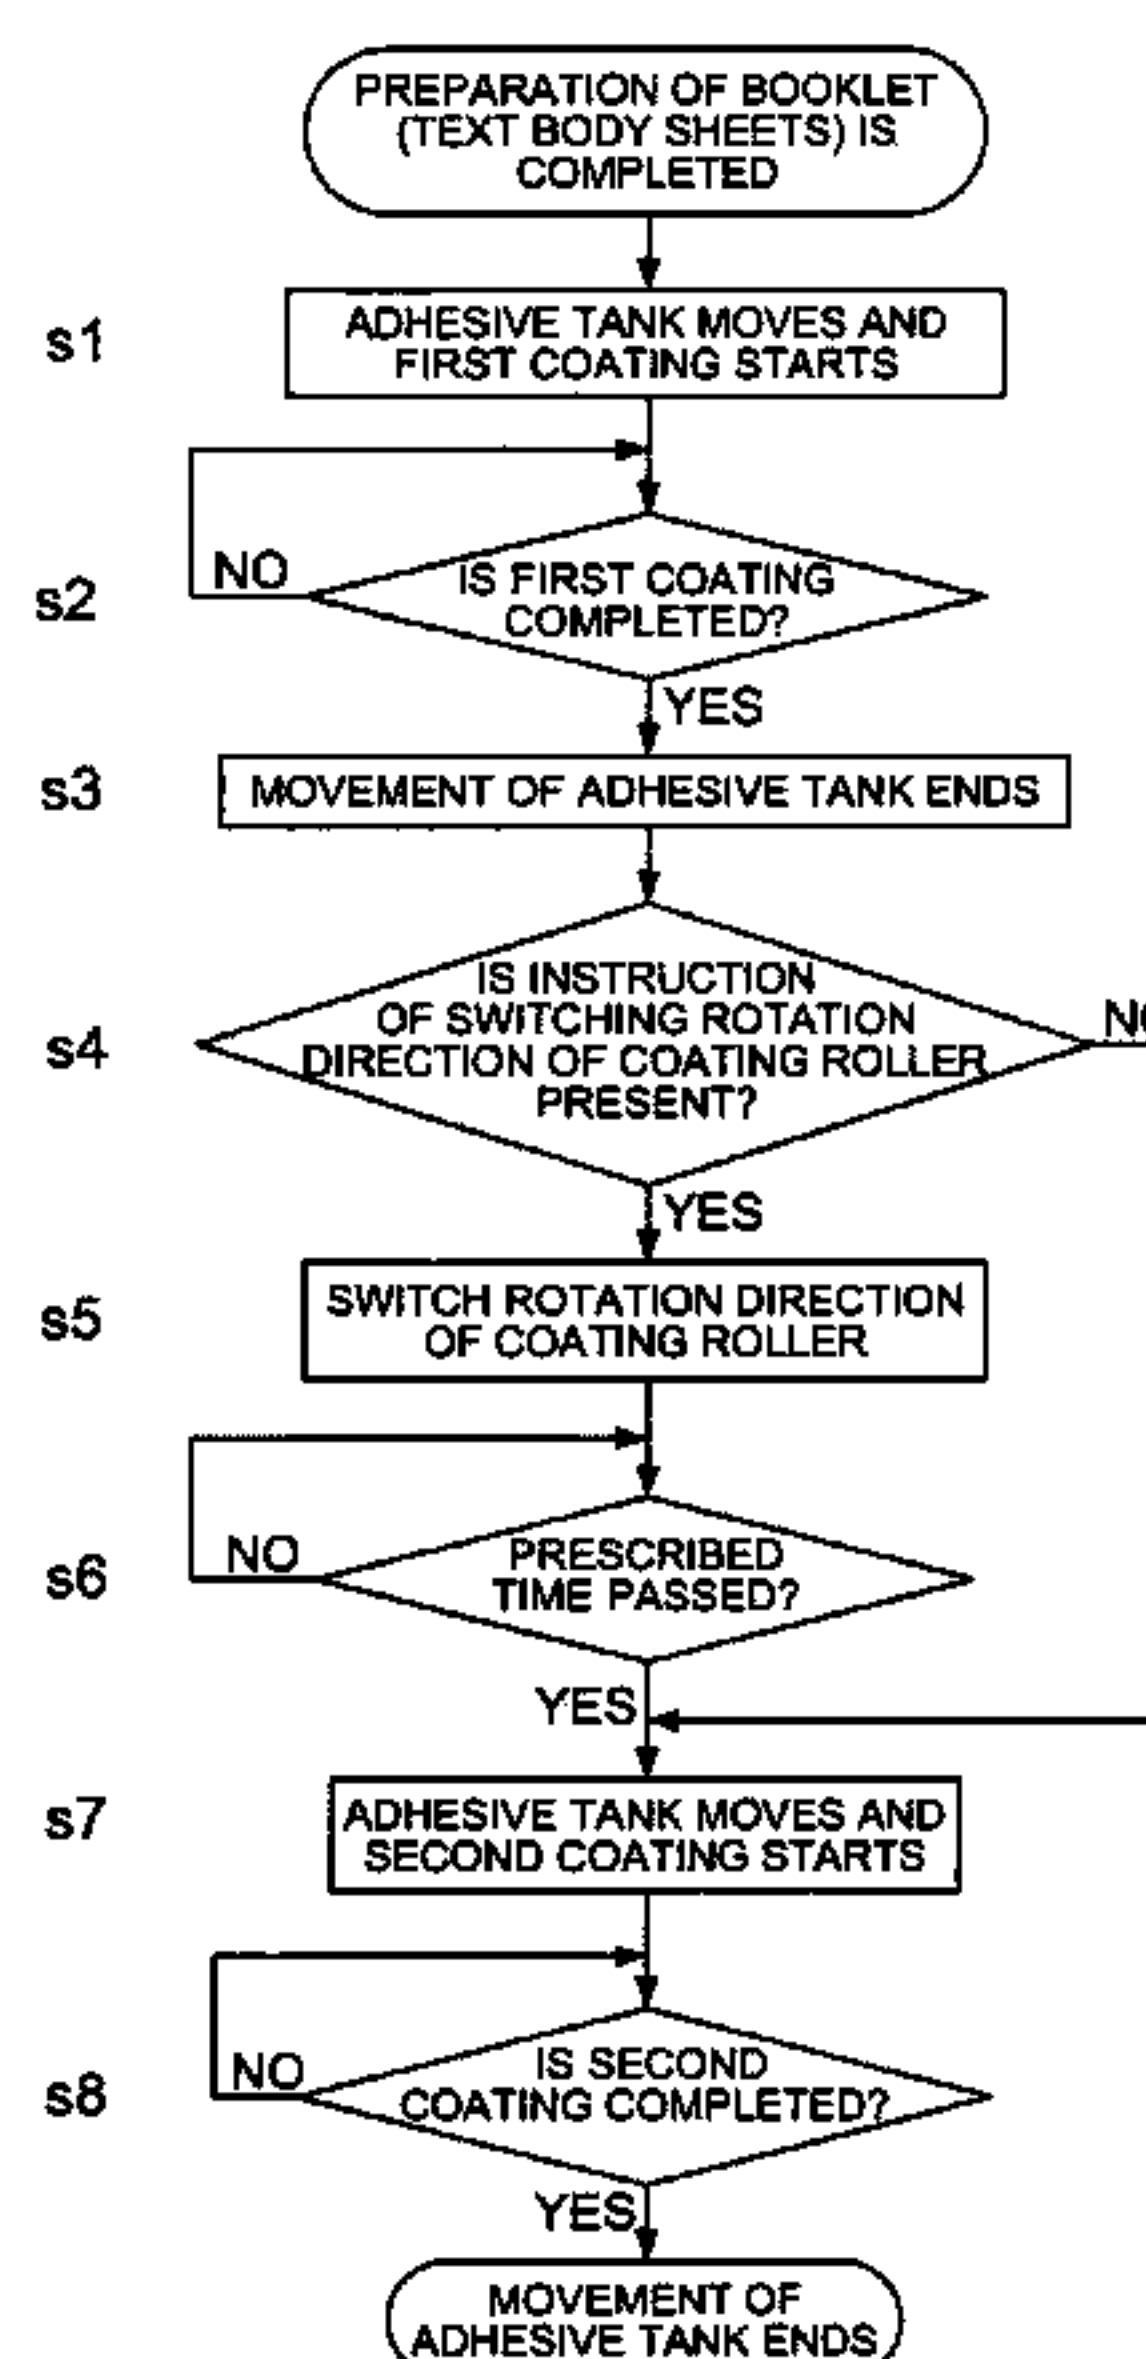 PREPARATION OF BOOKLET
(TEXT BODY SHEETS) IS
COMPLETED
s1
ADHESIVE TANK MOVES AND
FIRST COATING STARTS
NO
s2
IS FIRST COATING
COMPLETED?
YES
s3
MOVEMENT OF ADHESIVE TANK ENDS
s4
IS INSTRUCTION
OF SWITCHING ROTATION
DIRECTION OF COATING ROLLER
PRESENT?
NO
YES
s5
SWITCH ROTATION DIRECTION
OF COATING ROLLER
NO
s6
PRESCRIBED
TIME PASSED?
YES
s7
ADHESIVE TANK MOVES AND
SECOND COATING STARTS
NO
s8
IS SECOND
COATING COMPLETED?
YES
MOVEMENT OF
ADHESIVE TANK ENDS